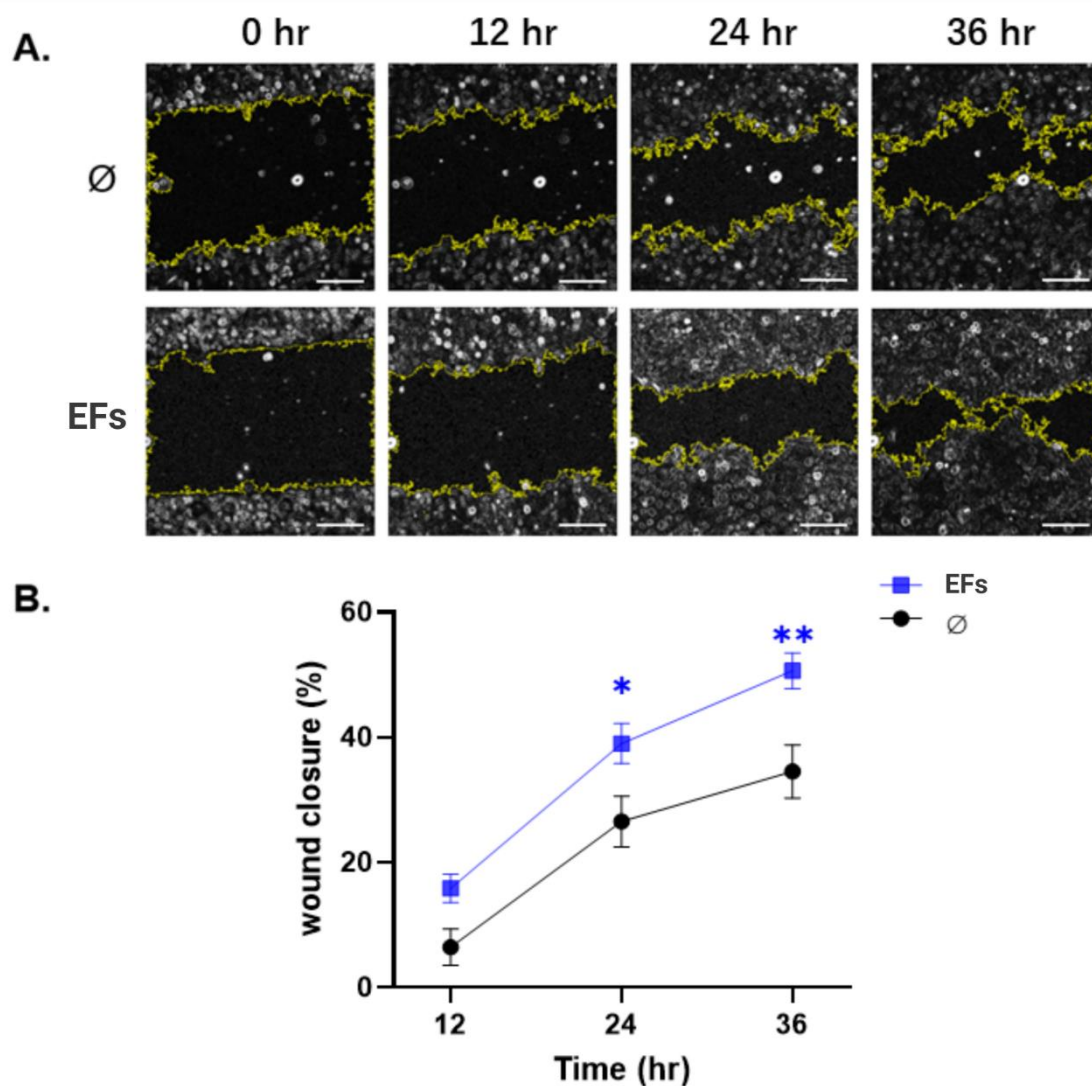 A.
0 hr 12 hr 24 hr 36 hr
Ø
EFs
B.
EFs
Ø
60
**
*
40
20
0
12 24 36
wound closure (%)
Time (hr)